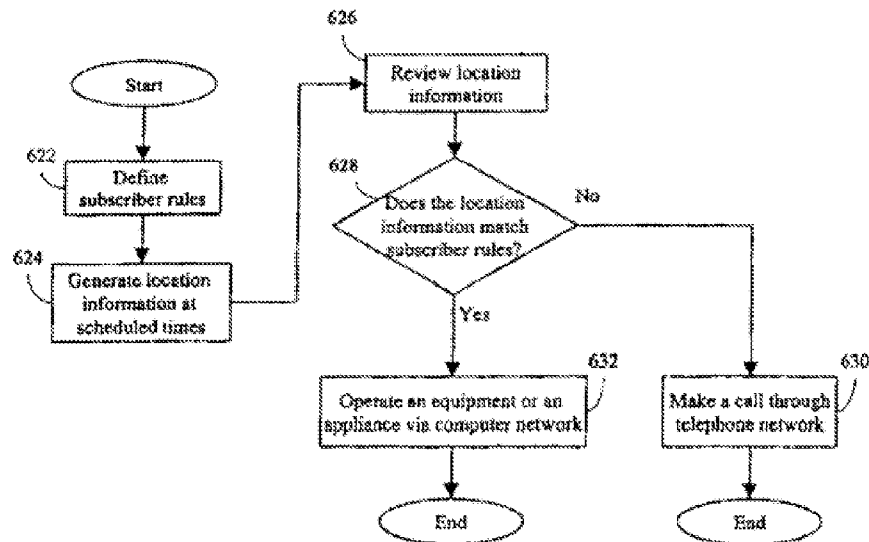 Start
622
Define
subscriber rules
624
Generate location
information at
scheduled times
626
Review location
information
628
Does the location
information match
subscriber rules?
No
Yes
632
Operate an equipment or an
appliance via computer network
630
Make a call through
telephone network
End
End